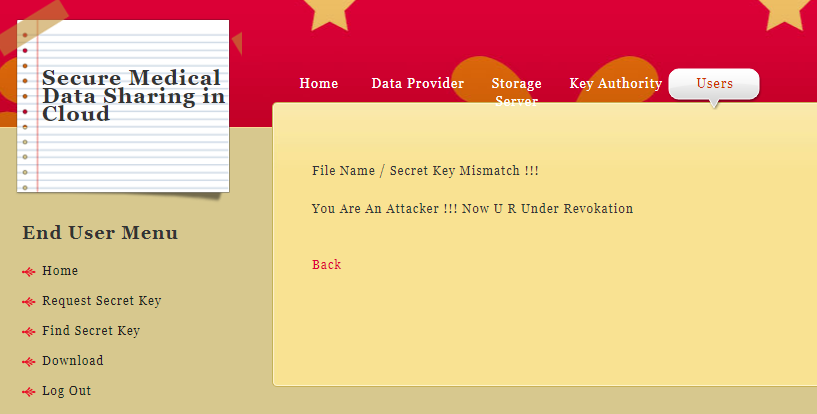 Secure Medical
Data Sharing in
Cloud
Home
Data Provider
Storage
Server
Key Authority
Users
File Name / Secret Key Mismatch !!!
You Are An Attacker !!! Now U R Under Revokation
Back
End User Menu
Home
Request Secret Key
Find Secret Key
Download
Log Out